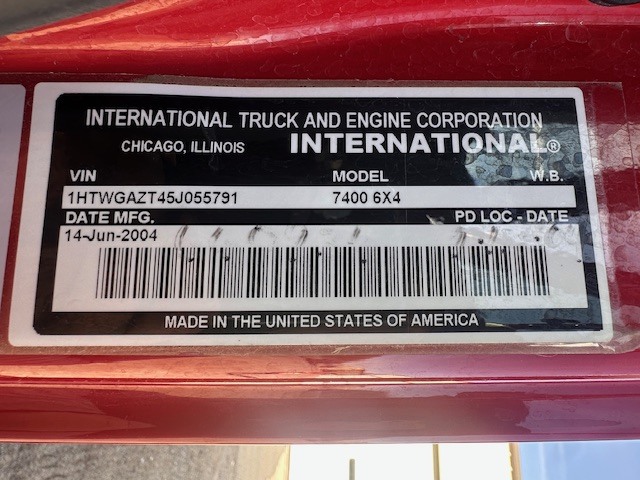 INTERNATIONAL TRUCK AND ENGINE CORPORATION
CHICAGO, ILLINOIS INTERNATIONAL®
VIN MODEL W.B.
1HTWGAZT45J055791 7400 6X4
DATE MFG. PD LOC - DATE
14-Jun-2004
MADE IN THE UNITED STATES OF AMERICA